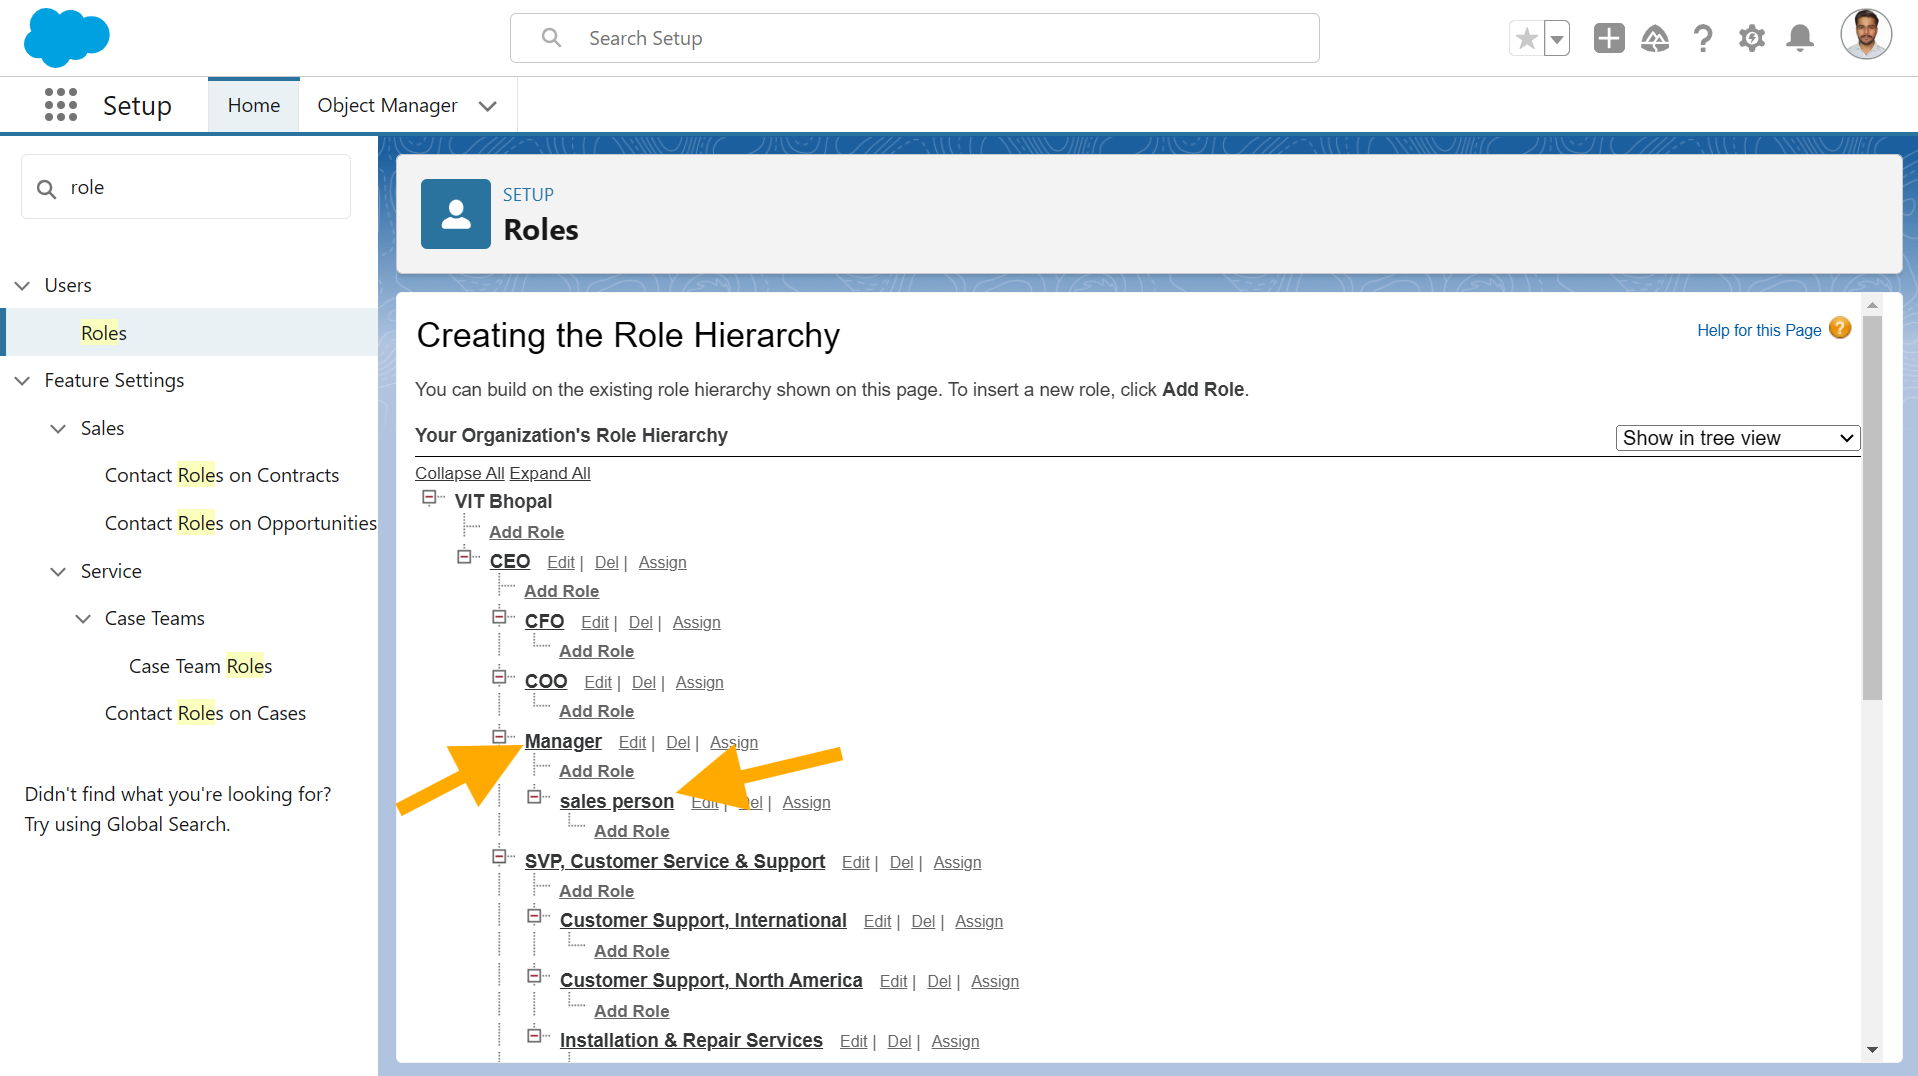 Search Setup
Setup
Home
Object Manager
role
Users
Roles
Feature Settings
Sales
Contact Roles on Contracts
Contact Roles on Opportunities
Service
Case Teams
Case Team Roles
Contact Roles on Cases
Didn't find what you're looking for?
Try using Global Search.
SETUP
Roles
Creating the Role Hierarchy
Help for this Page ?
You can build on the existing role hierarchy shown on this page. To insert a new role, click Add Role.
Your Organization's Role Hierarchy
Show in tree view
Collapse All Expand All
VIT Bhopal
Add Role
CEO Edit | Del | Assign
Add Role
CFO Edit | Del | Assign
Add Role
COO Edit | Del | Assign
Add Role
Manager Edit | Del | Assign
Add Role
sales person Edit | Del | Assign
Add Role
SVP, Customer Service & Support Edit | Del | Assign
Add Role
Customer Support, International Edit | Del | Assign
Add Role
Customer Support, North America Edit | Del | Assign
Add Role
Installation & Repair Services Edit | Del | Assign